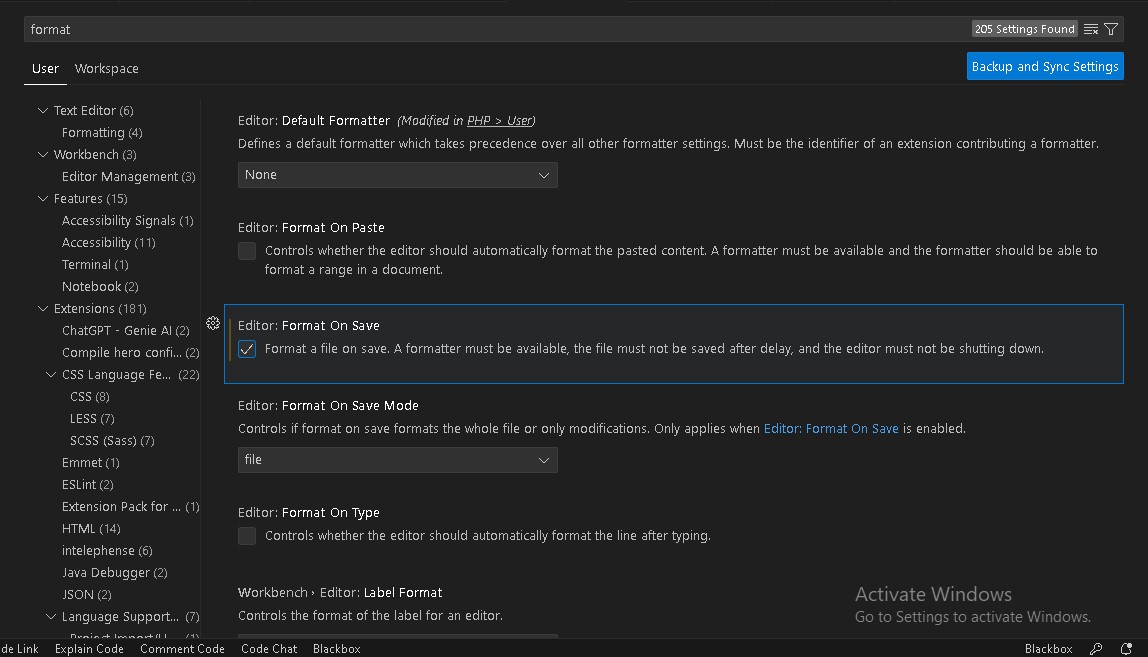 format
205 Settings Found
User Workspace
Backup and Sync Settings
Text Editor (6)
Formatting (4)
Workbench (3)
Editor Management (3)
Features (15)
Accessibility Signals (1)
Accessibility (11)
Terminal (1)
Notebook (2)
Extensions (181)
ChatGPT - Genie AI (2)
Compile hero confi... (2)
CSS Language Fe... (22)
CSS (8)
LESS (7)
SCSS (Sass) (7)
Emmet (1)
ESLint (2)
Extension Pack for ... (1)
HTML (14)
intelephense (6)
Java Debugger (2)
JSON (2)
Language Support... (7)
Editor: Default Formatter (Modified in PHP > User)
Defines a default formatter which takes precedence over all other formatter settings. Must be the identifier of an extension contributing a formatter.
None
Editor: Format On Paste
Controls whether the editor should automatically format the pasted content. A formatter must be available and the formatter should be able to
format a range in a document.
Editor: Format On Save
Format a file on save. A formatter must be available, the file must not be saved after delay, and the editor must not be shutting down.
Editor: Format On Save Mode
Controls if format on save formats the whole file or only modifications. Only applies when Editor: Format On Save is enabled.
file
Editor: Format On Type
Controls whether the editor should automatically format the line after typing.
Workbench › Editor: Label Format
Controls the format of the label for an editor.
Activate Windows
Go to Settings to activate Windows.
de Link Explain Code Comment Code Code Chat Blackbox
Blackbox